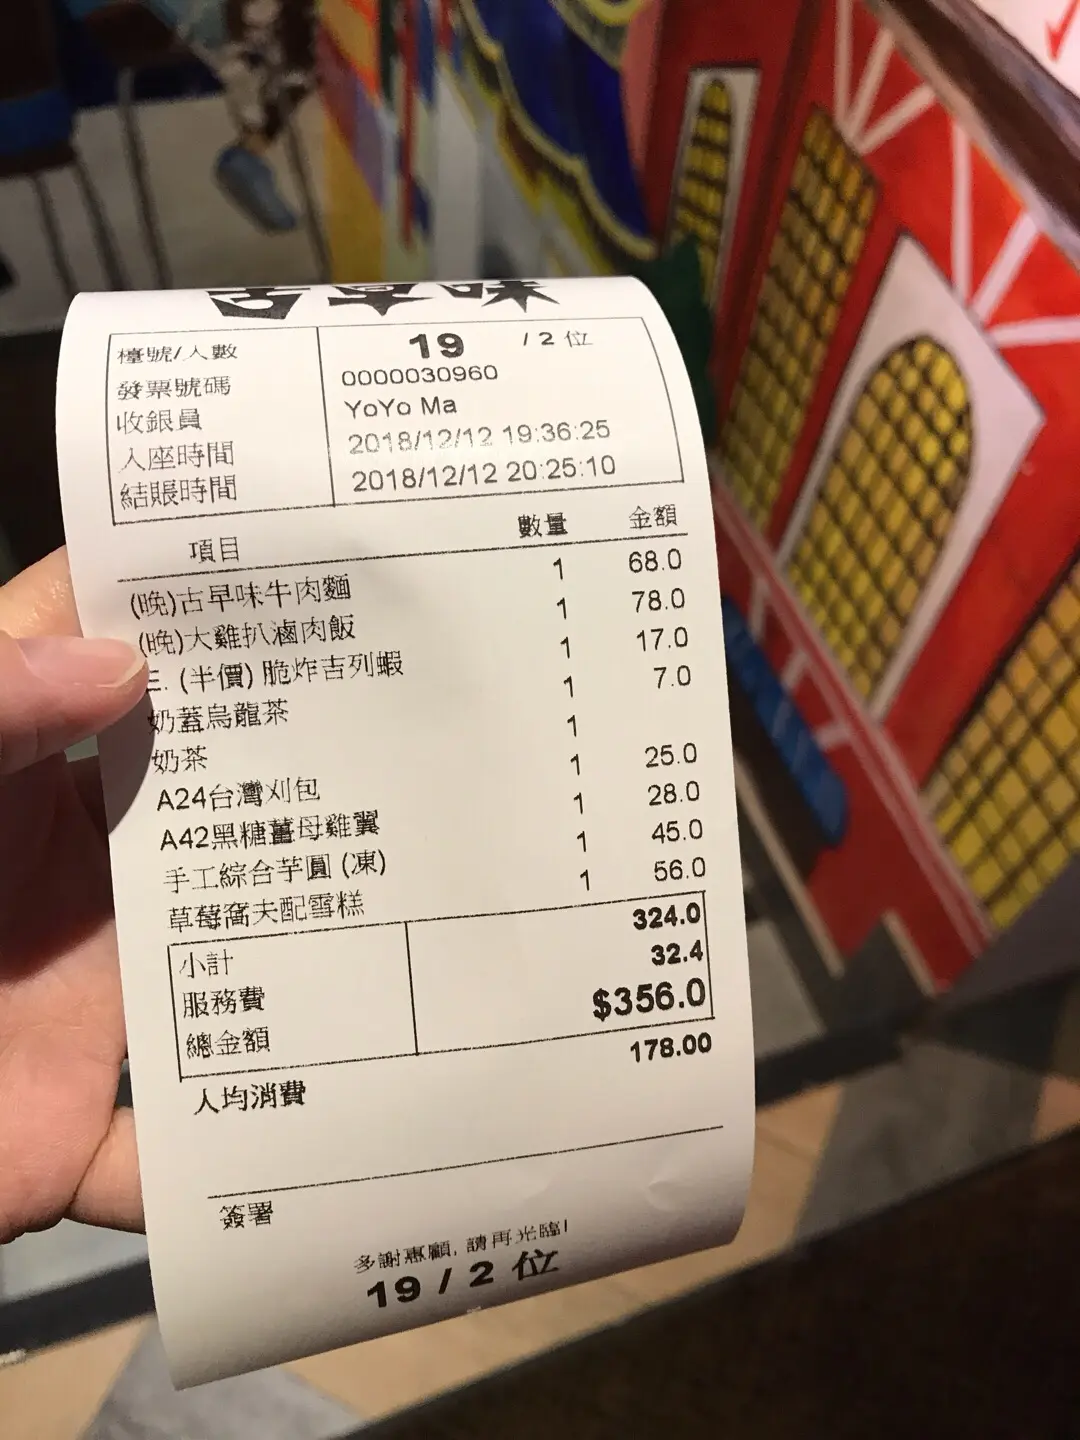 檯號/人數 19 / 2 位
發票號碼 0000030960
收銀員 YoYo Ma
入座時間 2018/12/12 19:36:25
結賬時間 2018/12/12 20:25:10
項目 數量 金額
(晚)古早味牛肉麵 1 68.0
(晚)大雞扒滷肉飯 1 78.0
(半價) 脆炸吉列蝦 1 17.0
奶蓋烏龍茶 1 7.0
奶茶 1
A24台灣刈包 1 25.0
A42黑糖薑母雞翼 1 28.0
手工綜合芋圓 (凍) 1 45.0
草莓窩夫配雪糕 1 56.0
小計 324.0
服務費 32.4
總金額 $356.0
人均消費 178.00
簽署
多謝惠顧, 請再光臨!
19 / 2 位